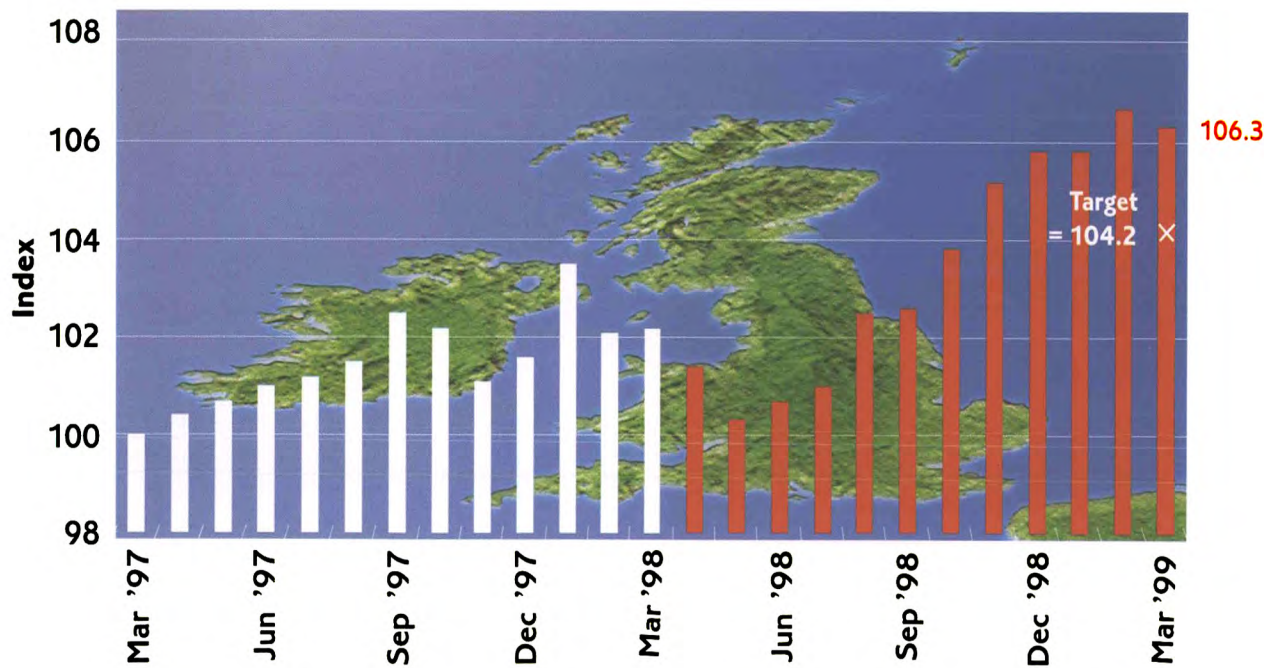 108
106
104
102
100
98
Index
106.3
Target
= 104.2
Mar '97
Jun '97
Sep '97
Dec '97
Mar '98
Jun '98
Sep '98
Dec '98
Mar '99